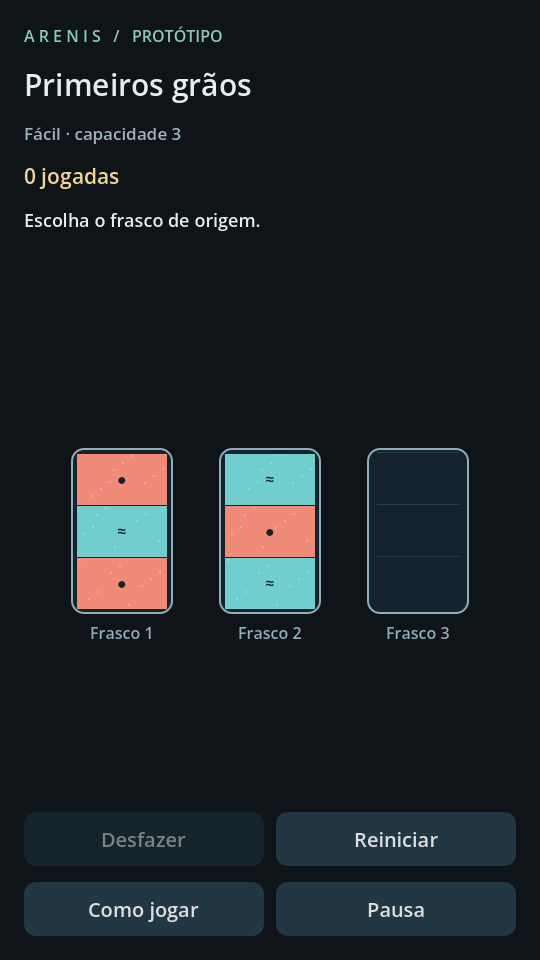 ARENIS / PROTÓTIPO
Primeiros grãos
Fácil · capacidade 3
0 jogadas
Escolha o frasco de origem.
● ≈
≈ ●
● ≈
Frasco 1 Frasco 2 Frasco 3
Desfazer Reiniciar
Como jogar Pausa